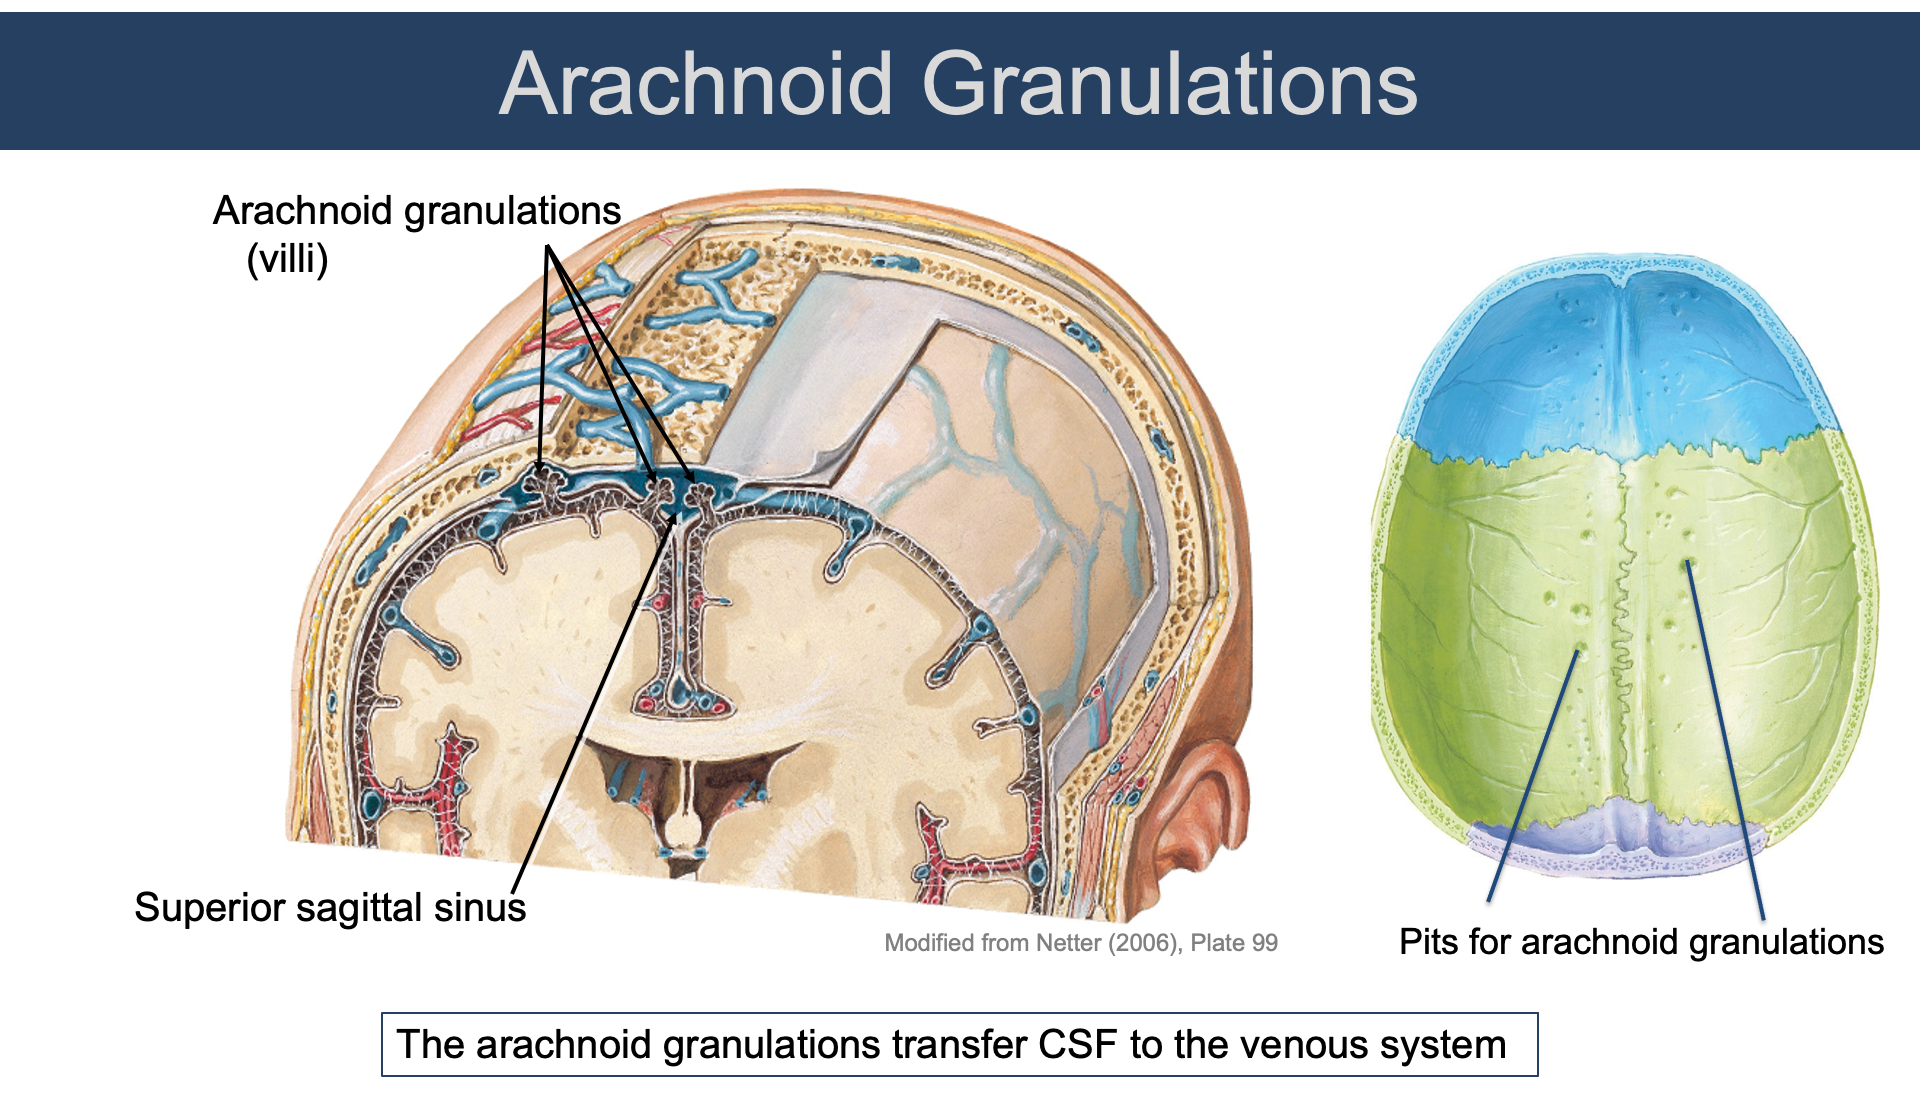 Arachnoid Granulations
Arachnoid granulations
(villi)
Superior sagittal sinus
Modified from Netter (2006), Plate 99
Pits for arachnoid granulations
The arachnoid granulations transfer CSF to the venous system